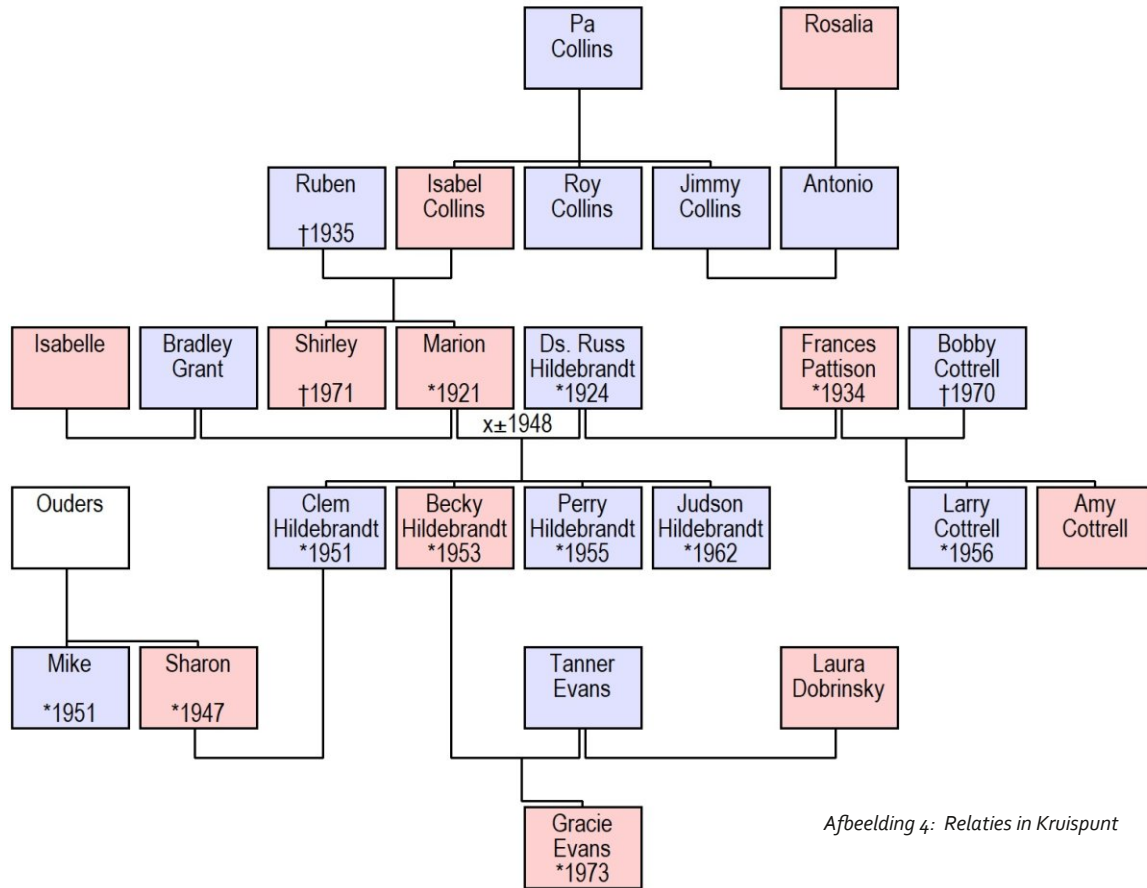 Pa
Collins
Rosalia
Ruben
†1935
Isabel
Collins
Roy
Collins
Jimmy
Collins
Antonio
Isabelle
Bradley
Grant
Shirley
†1971
Marion
*1921
Ds. Russ
Hildebrandt
*1924
Frances
Pattison
*1934
Bobby
Cottrell
†1970
x±1948
Ouders
Clem
Hildebrandt
*1951
Becky
Hildebrandt
*1953
Perry
Hildebrandt
*1955
Judson
Hildebrandt
*1962
Larry
Cottrell
*1956
Amy
Cottrell
Mike
*1951
Sharon
*1947
Tanner
Evans
Laura
Dobrinsky
Gracie
Evans
*1973
Afbeelding 4: Relaties in Kruispunt